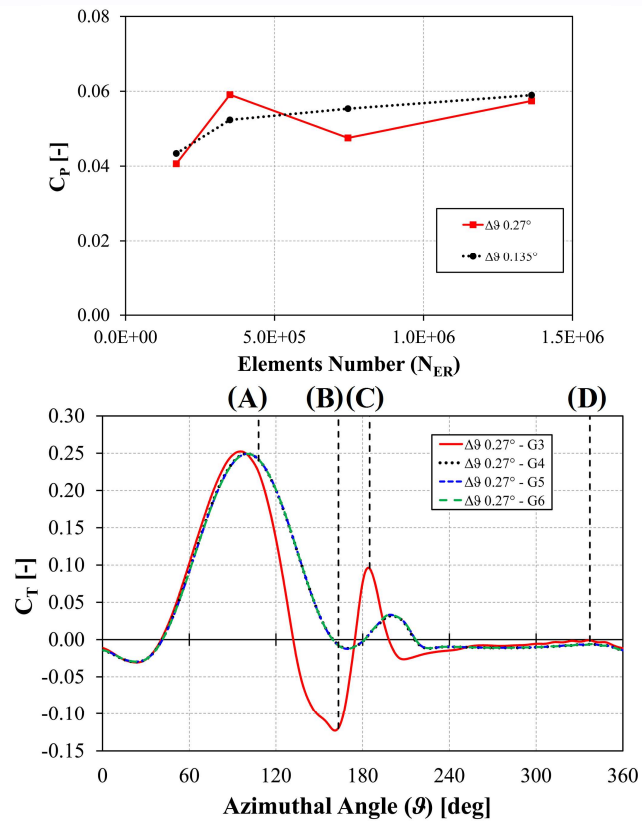 0.08
0.06
0.04
0.02
0.00
C_P [-]
Δϑ 0.27°
Δϑ 0.135°
0.0E+00 5.0E+05 1.0E+06 1.5E+06
Elements Number (N_ER)
(A) (B) (C) (D)
0.30
0.25
0.20
0.15
0.10
0.05
0.00
-0.05
-0.10
-0.15
C_T [-]
Δϑ 0.27° - G3
Δϑ 0.27° - G4
Δϑ 0.27° - G5
Δϑ 0.27° - G6
0 60 120 180 240 300 360
Azimuthal Angle (ϑ) [deg]